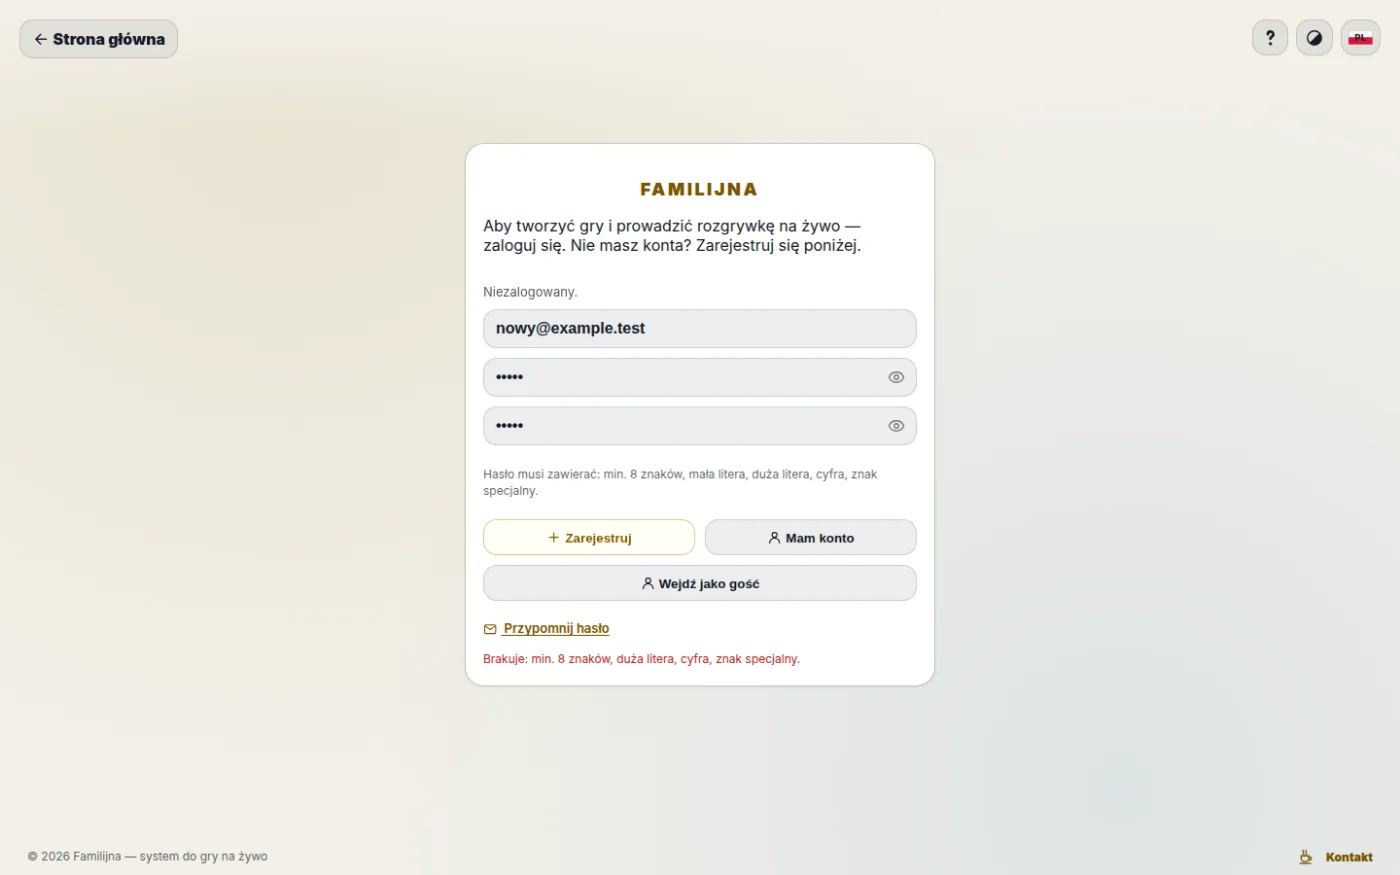 ← Strona główna
?
PL
FAMILIJNA
Aby tworzyć gry i prowadzić rozgrywkę na żywo —
zaloguj się. Nie masz konta? Zarejestruj się poniżej.
Niezalogowany.
nowy@example.test
•••••
•••••
Hasło musi zawierać: min. 8 znaków, mała litera, duża litera, cyfra, znak
specjalny.
+ Zarejestruj
Mam konto
Wejdź jako gość
Przypomnij hasło
Brakuje: min. 8 znaków, duża litera, cyfra, znak specjalny.
© 2026 Familijna — system do gry na żywo
Kontakt